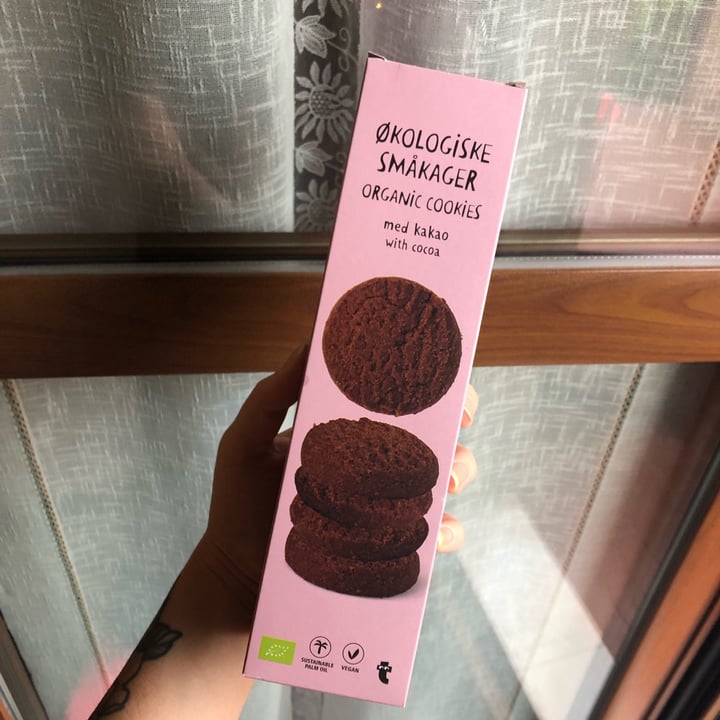 ØKOLOGiSKE
SMÅKAGER
ORGANiC COOKiES
med kakao
with cocoa
SUSTAINABLE
PALM OIL
VEGAN